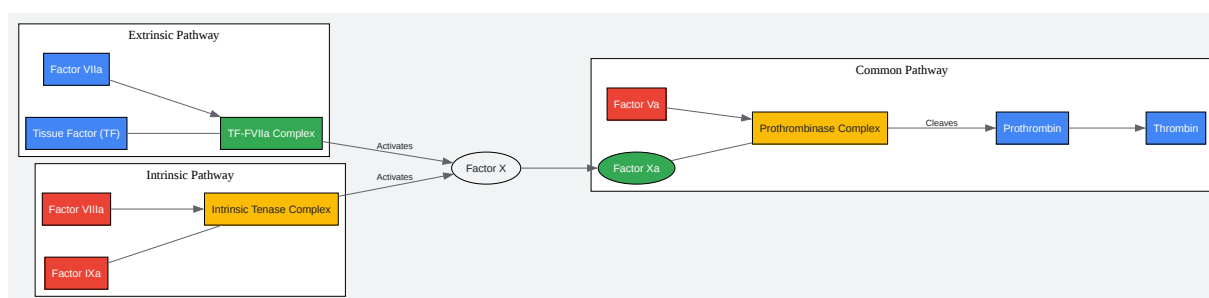 Extrinsic Pathway
Factor VIIa
Tissue Factor (TF)
TF-FVIIa Complex
Intrinsic Pathway
Factor VIIIa
Intrinsic Tenase Complex
Factor IXa
Activates
Activates
Factor X
Common Pathway
Factor Va
Prothrombinase Complex
Factor Xa
Cleaves
Prothrombin
Thrombin